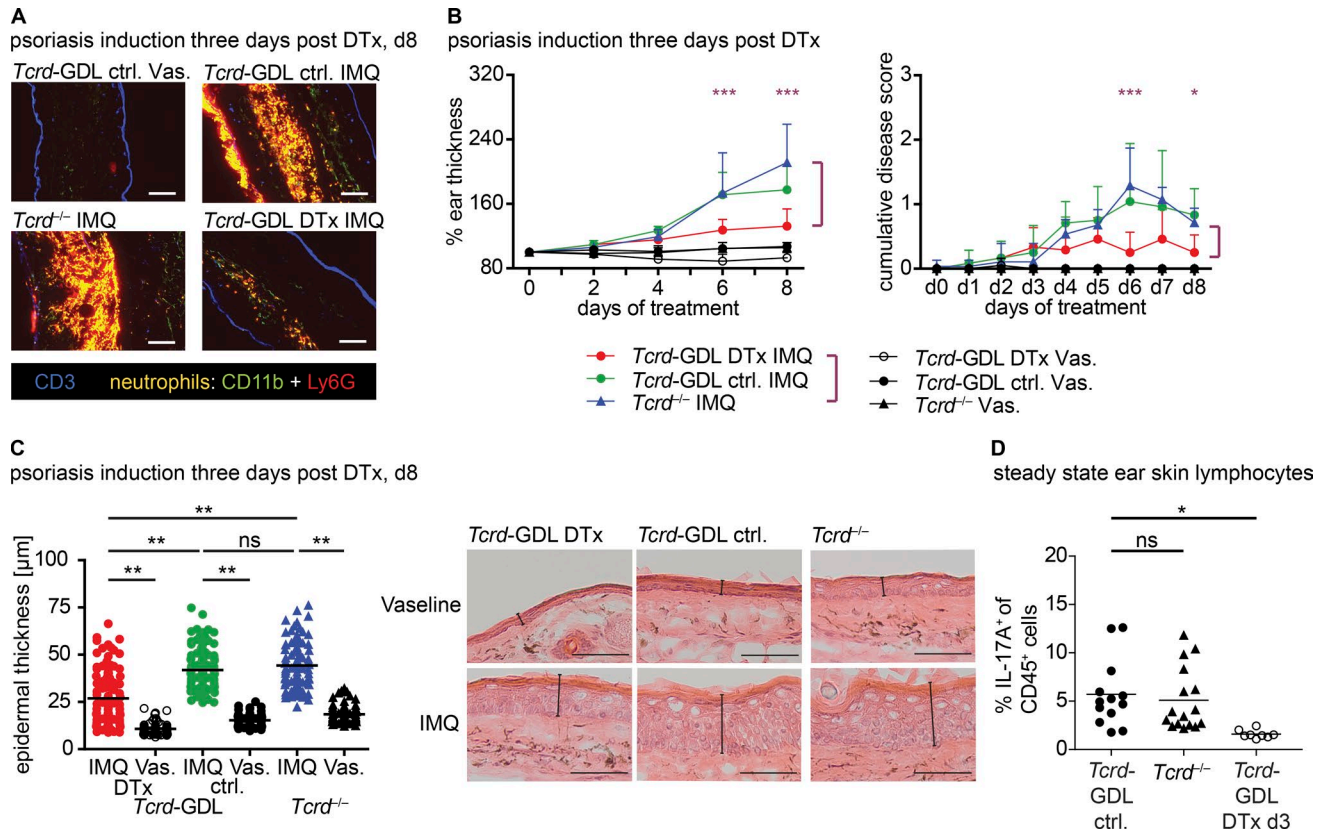 A
psoriasis induction three days post DTx, d8
Tcrd-GDL ctrl. Vas.
Tcrd-GDL ctrl. IMQ
Tcrd–/– IMQ
Tcrd-GDL DTx IMQ
CD3 neutrophils: CD11b + Ly6G
B
psoriasis induction three days post DTx
% ear thickness
320
240
160
80
0 2 4 6 8
days of treatment
*** ***
cumulative disease score
3
2
1
0
d0 d1 d2 d3 d4 d5 d6 d7 d8
days of treatment
*** *
Tcrd-GDL DTx IMQ
Tcrd-GDL ctrl. IMQ
Tcrd–/– IMQ
Tcrd-GDL DTx Vas.
Tcrd-GDL ctrl. Vas.
Tcrd–/– Vas.
C
psoriasis induction three days post DTx, d8
**
** ns **
** **
epidermal thickness [µm]
100
75
50
25
0
IMQ Vas. IMQ Vas. IMQ Vas.
DTx ctrl.
Tcrd-GDL Tcrd–/–
Tcrd-GDL DTx Tcrd-GDL ctrl. Tcrd–/–
Vaseline
IMQ
D
steady state ear skin lymphocytes
*
ns
% IL-17A+ of
CD45+ cells
20
15
10
5
0
Tcrd-
GDL
ctrl.
Tcrd–/–
Tcrd-
GDL
DTx d3